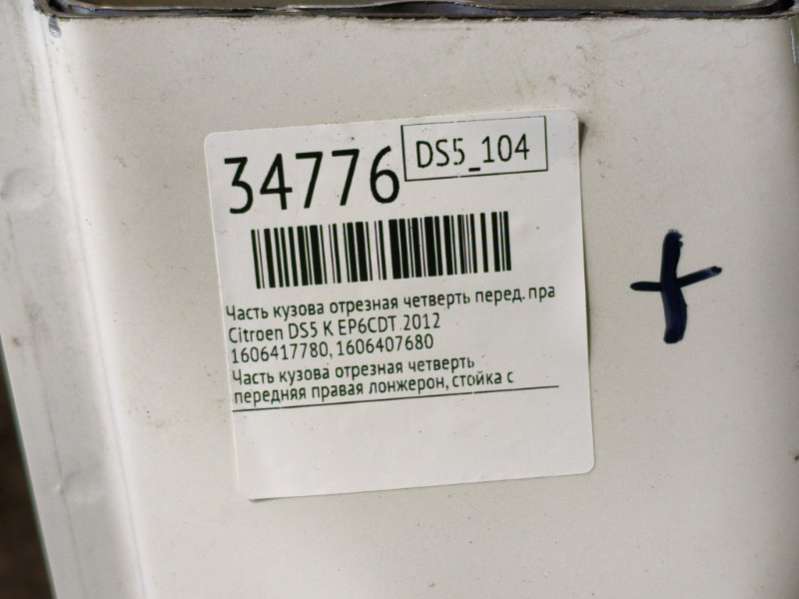 34776
DS5_104
Часть кузова отрезная четверть перед. пра
Citroen DS5 K EP6CDT 2012
1606417780, 1606407680
Часть кузова отрезная четверть
передняя правая лонжерон, стойка с